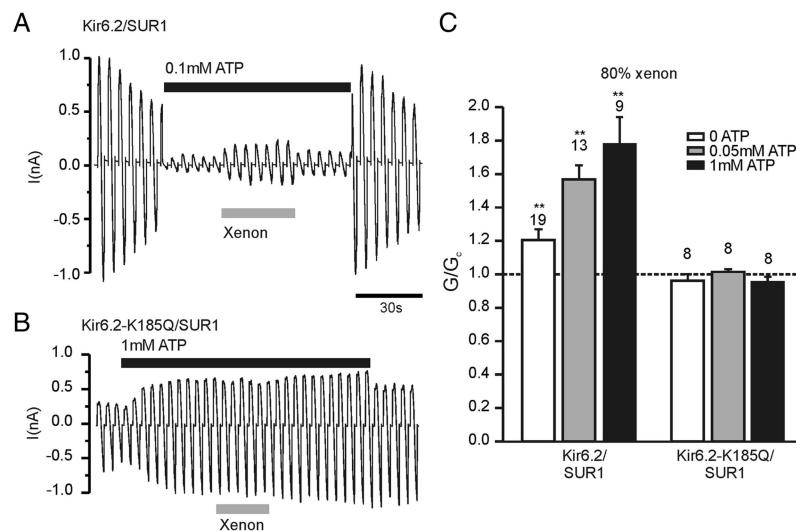 A
Kir6.2/SUR1
1.0
0.5
0.0
-0.5
-1.0
I(nA)
0.1mM ATP
Xenon
30s
B
Kir6.2-K185Q/SUR1
1mM ATP
1.0
0.5
0.0
-0.5
-1.0
I(nA)
Xenon
C
80% xenon
2.0
1.8
1.6
1.4
1.2
1.0
0.8
0.6
0.4
0.2
0.0
G/Gc
**
19
**
13
**
9
8
8
8
0 ATP
0.05mM ATP
1mM ATP
Kir6.2/
SUR1
Kir6.2-K185Q/
SUR1